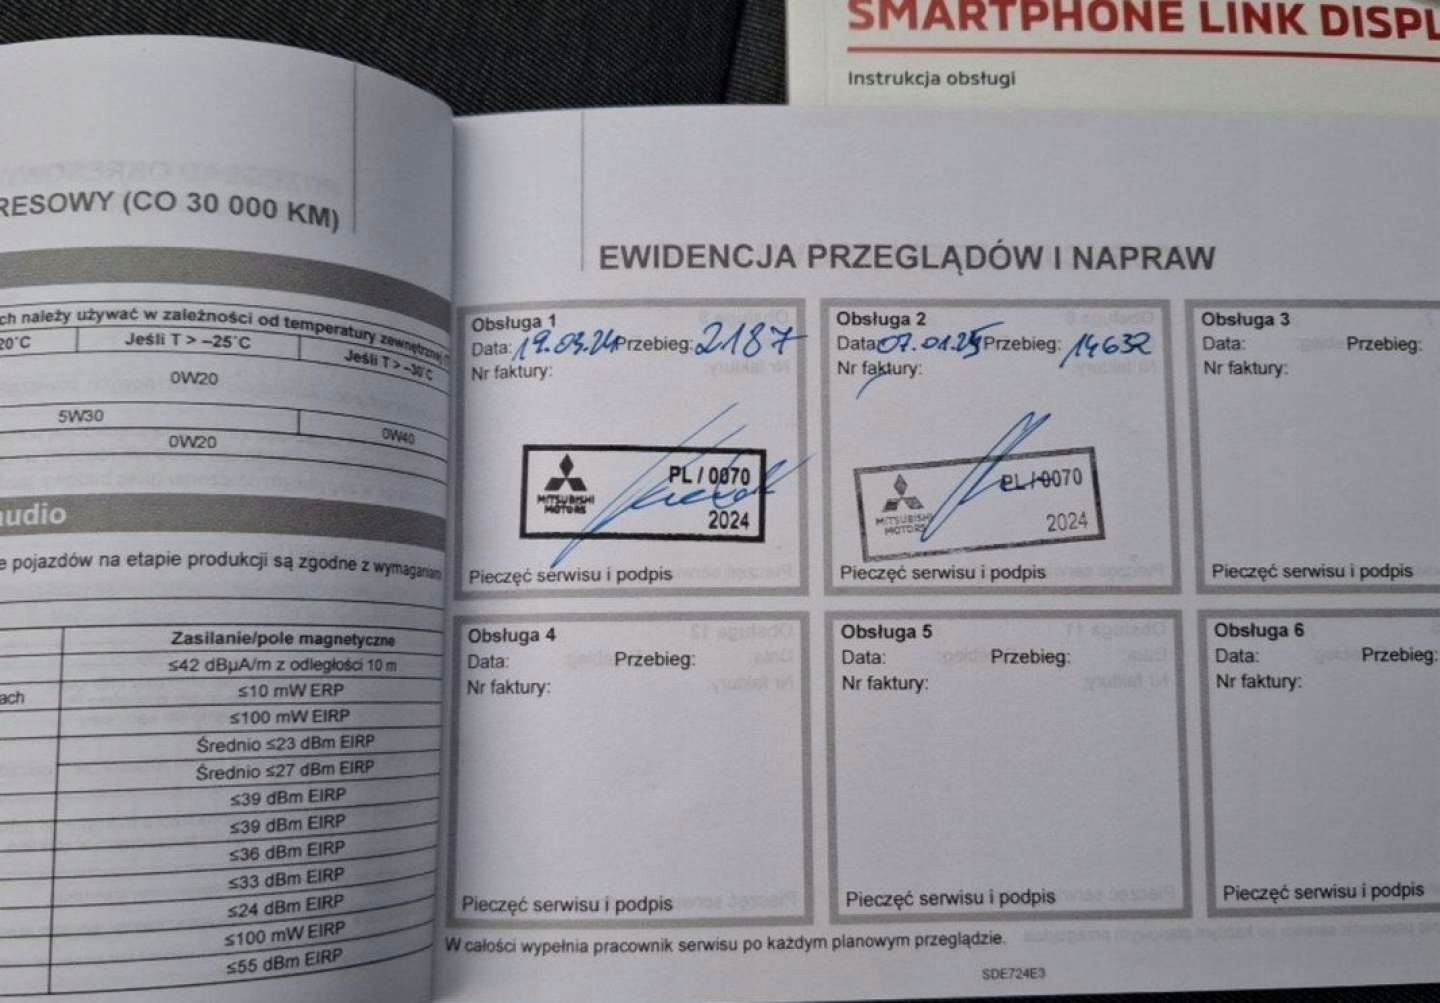 SMARTPHONE LINK DISPL
Instrukcja obsługi
RESOWY (CO 30 000 KM)
ch należy używać w zależności od temperatury zewnętrznej
20°C
Jeśli T > –25°C
Jeśli T > –30°C
0W20
5W30
0W40
0W20
audio
e pojazdów na etapie produkcji są zgodne z wymaganiami
Zasilanie/pole magnetyczne
≤42 dBµA/m z odległości 10 m
ach
≤10 mW ERP
≤100 mW EIRP
Średnio ≤23 dBm EIRP
Średnio ≤27 dBm EIRP
≤39 dBm EIRP
≤39 dBm EIRP
≤36 dBm EIRP
≤33 dBm EIRP
≤24 dBm EIRP
≤100 mW EIRP
≤55 dBm EIRP
EWIDENCJA PRZEGLĄDÓW I NAPRAW
Obsługa 1
Data: 19.03.24 Przebieg: 2187
Nr faktury:
MITSUBISHI
MOTORS
PL / 0070
2024
Pieczęć serwisu i podpis
Obsługa 2
Data: 07.01.25 Przebieg: 14632
Nr faktury:
MITSUBISHI
MOTORS
PL / 0070
2024
Pieczęć serwisu i podpis
Obsługa 3
Data: Przebieg:
Nr faktury:
Pieczęć serwisu i podpis
Obsługa 4
Data: Przebieg:
Nr faktury:
Pieczęć serwisu i podpis
Obsługa 5
Data: Przebieg:
Nr faktury:
Pieczęć serwisu i podpis
Obsługa 6
Data: Przebieg:
Nr faktury:
Pieczęć serwisu i podpis
W całości wypełnia pracownik serwisu po każdym planowym przeglądzie.
SDE724E3